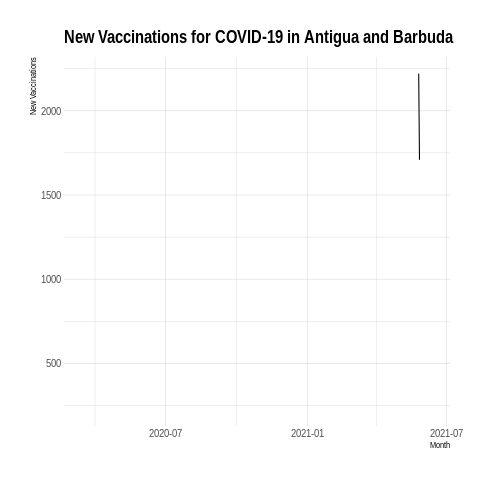 New Vaccinations for COVID-19 in Antigua and Barbuda
New Vaccinations
2000
1500
1000
500
2020-07
2021-01
2021-07
Month